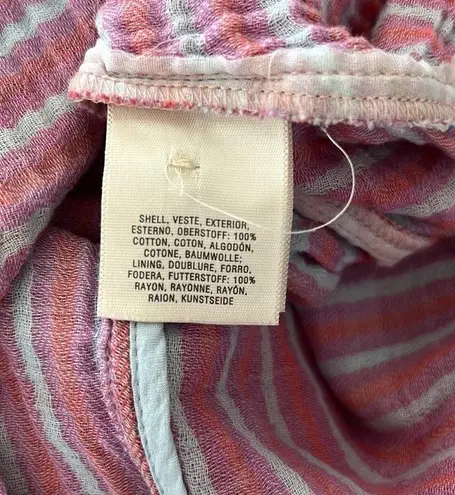 SHELL, VESTE, EXTERIOR,
ESTERNO, OBERSTOFF: 100%
COTTON, COTON, ALGODÓN,
COTONE, BAUMWOLLE;
LINING, DOUBLURE, FORRO,
FODERA, FUTTERSTOFF: 100%
RAYON, RAYONNE, RAYÓN,
RAION, KUNSTSEIDE